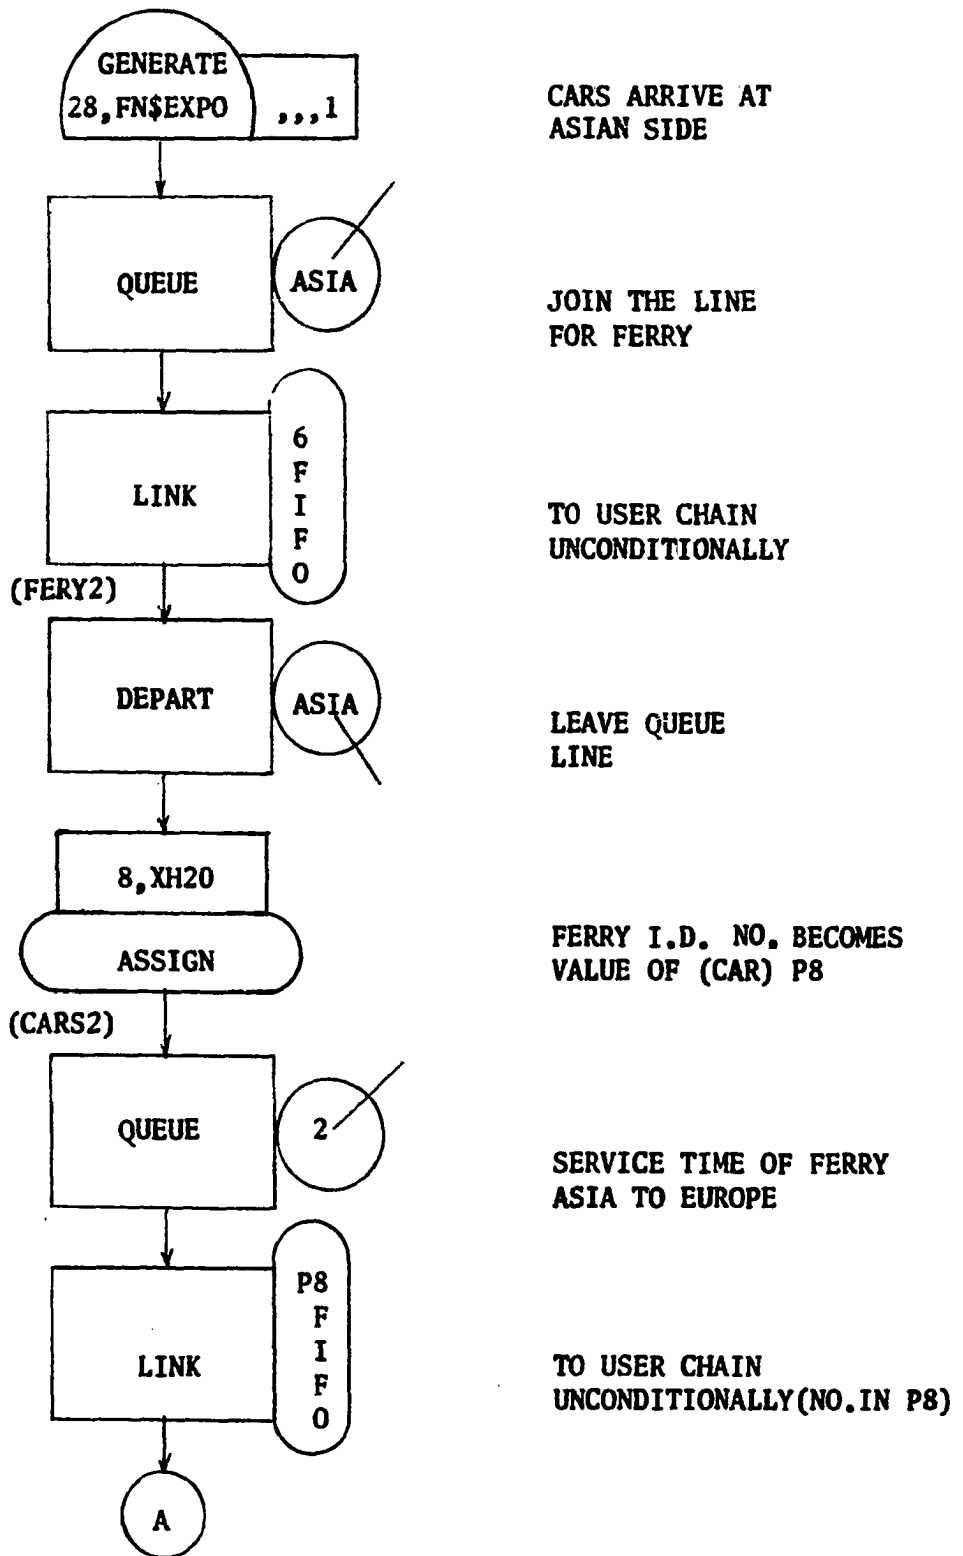 GENERATE
28,FN$EXPO ,,,1
CARS ARRIVE AT
ASIAN SIDE
QUEUE
ASIA
JOIN THE LINE
FOR FERRY
LINK
6
F
I
F
O
TO USER CHAIN
UNCONDITIONALLY
(FERY2)
DEPART
ASIA
LEAVE QUEUE
LINE
8,XH20
ASSIGN
FERRY I.D. NO. BECOMES
VALUE OF (CAR) P8
(CARS2)
QUEUE
2
SERVICE TIME OF FERRY
ASIA TO EUROPE
LINK
P8
F
I
F
O
TO USER CHAIN
UNCONDITIONALLY(NO.IN P8)
A